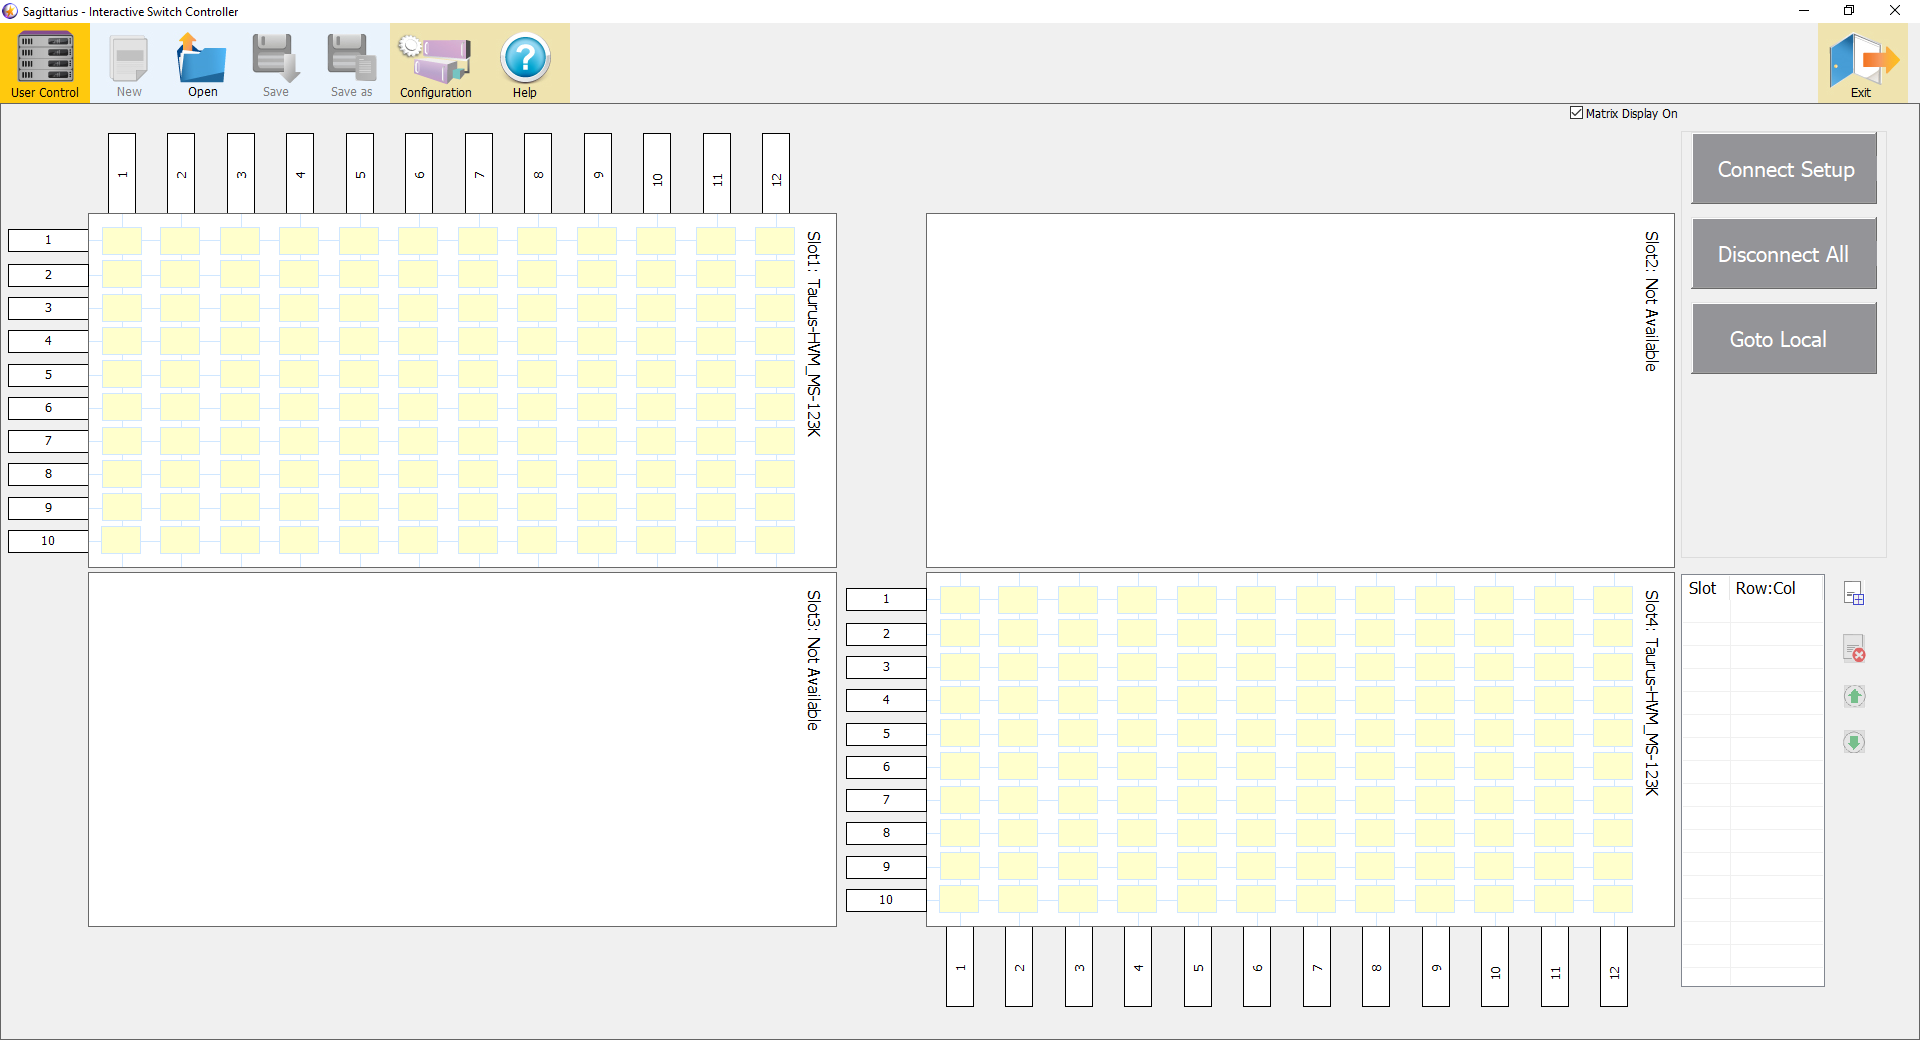 Sagittarius - Interactive Switch Controller
User Control
New
Open
Save
Save as
Configuration
Help
Exit
Matrix Display On
1 2 3 4 5 6 7 8 9 10 11 12
1
2
3
4
5
6
7
8
9
10
Slot1: Taurus-HVM_MS-123K
Slot2: Not Available
Connect Setup
Disconnect All
Goto Local
Slot3: Not Available
1
2
3
4
5
6
7
8
9
10
Slot4: Taurus-HVM_MS-123K
1 2 3 4 5 6 7 8 9 10 11 12
Slot Row:Col